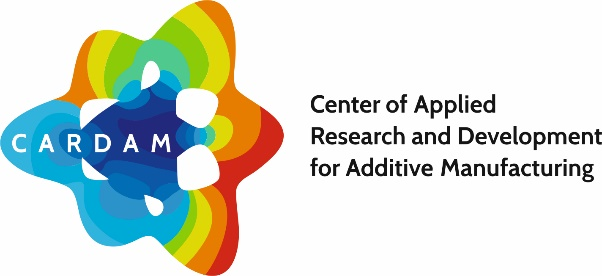 CARDAM
Center of Applied
Research and Development
for Additive Manufacturing